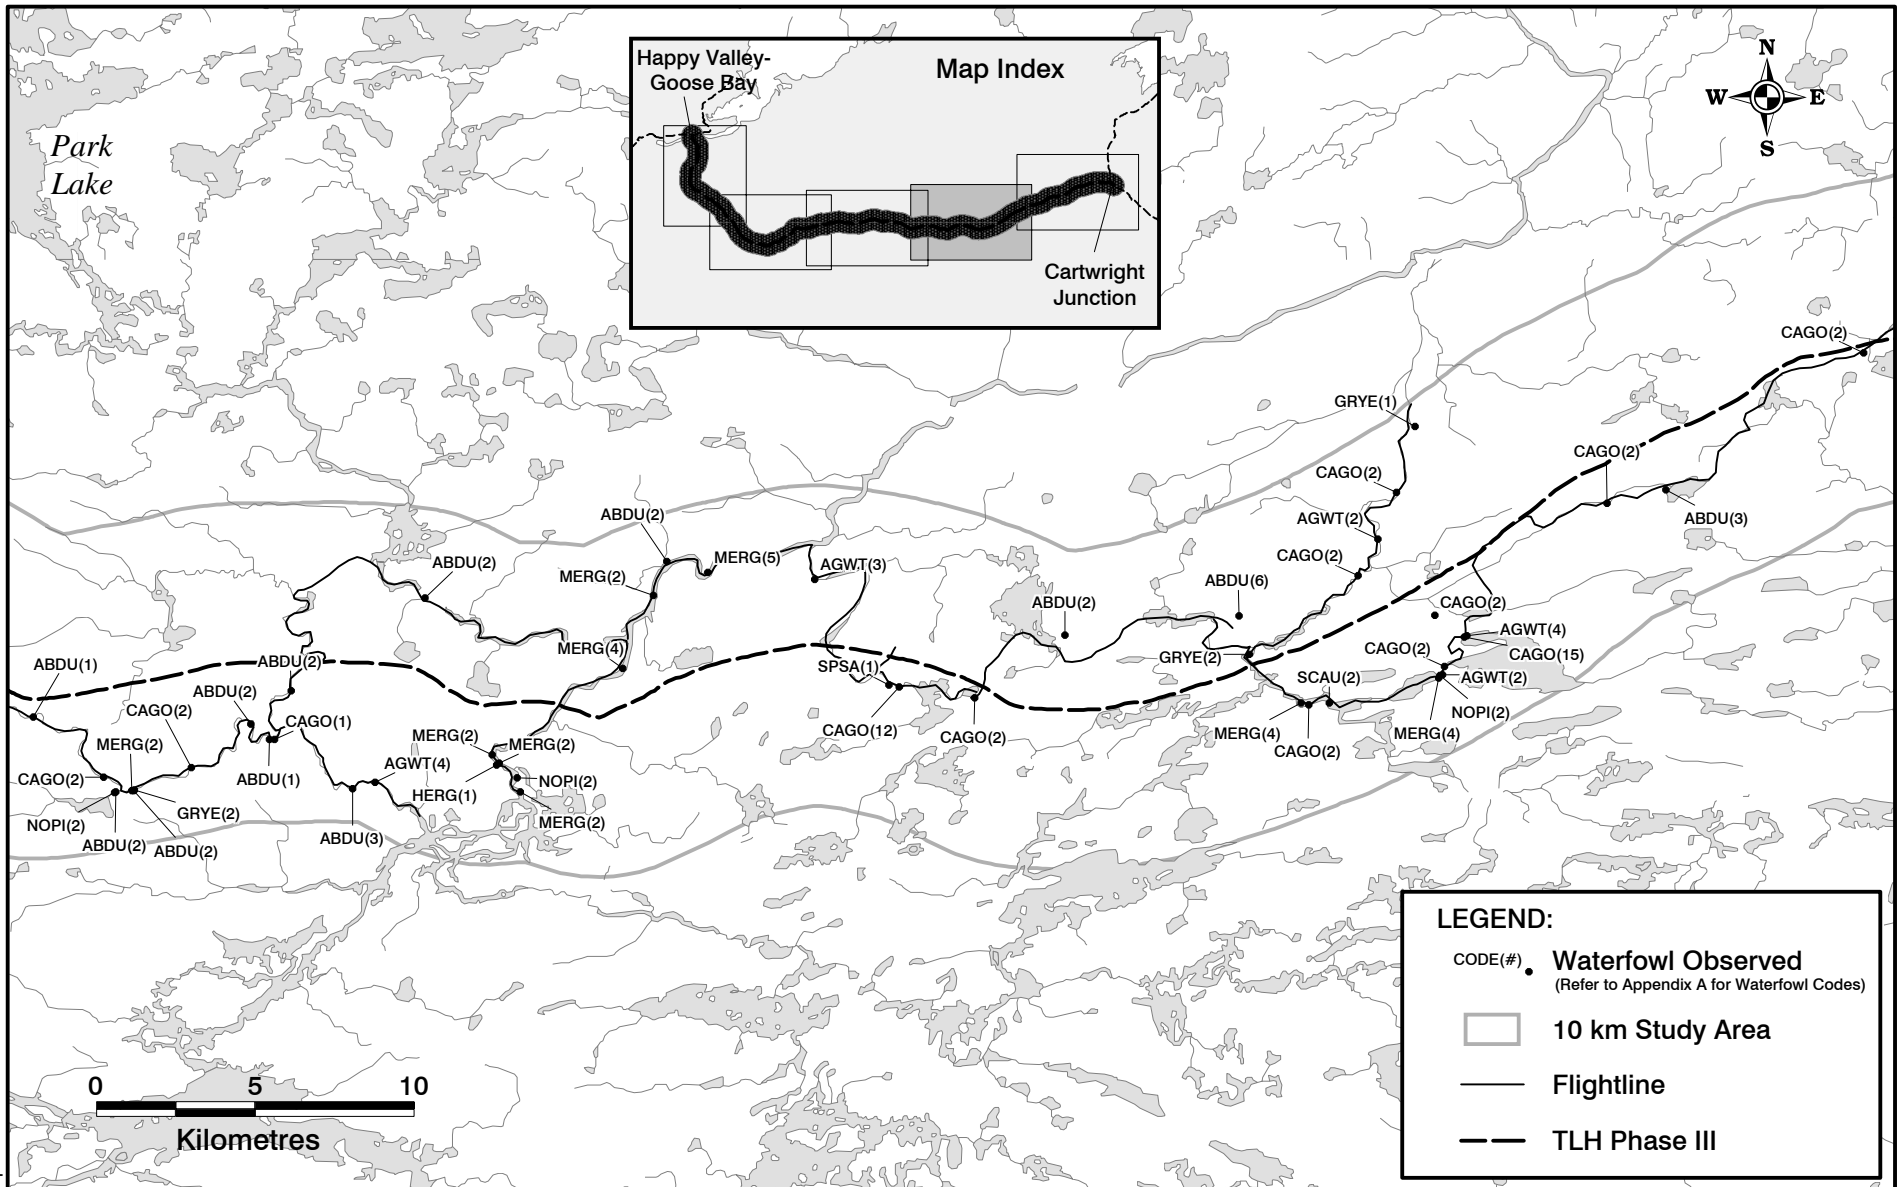 Happy Valley-
Goose Bay
Map Index
Cartwright
Junction
N
W E
S
Park
Lake
CAGO(2)
GRYE(1)
CAGO(2)
CAGO(2)
AGWT(2)
ABDU(3)
CAGO(2)
ABDU(2)
MERG(5)
AGWT(3)
ABDU(2)
MERG(2)
ABDU(6)
ABDU(2)
CAGO(2)
AGWT(4)
CAGO(15)
MERG(4)
GRYE(2)
CAGO(2)
ABDU(1)
ABDU(2)
SPSA(1)
SCAU(2)
AGWT(2)
ABDU(2)
CAGO(2)
CAGO(1)
NOPI(2)
CAGO(12)
CAGO(2)
MERG(4)
MERG(4)
CAGO(2)
MERG(2)
MERG(2)
MERG(2)
CAGO(2)
ABDU(1)
AGWT(4)
NOPI(2)
HERG(1)
GRYE(2)
NOPI(2)
MERG(2)
ABDU(2)
ABDU(2)
ABDU(3)
LEGEND:
CODE(#) Waterfowl Observed
(Refer to Appendix A for Waterfowl Codes)
10 km Study Area
Flightline
TLH Phase III
0 5 10
Kilometres